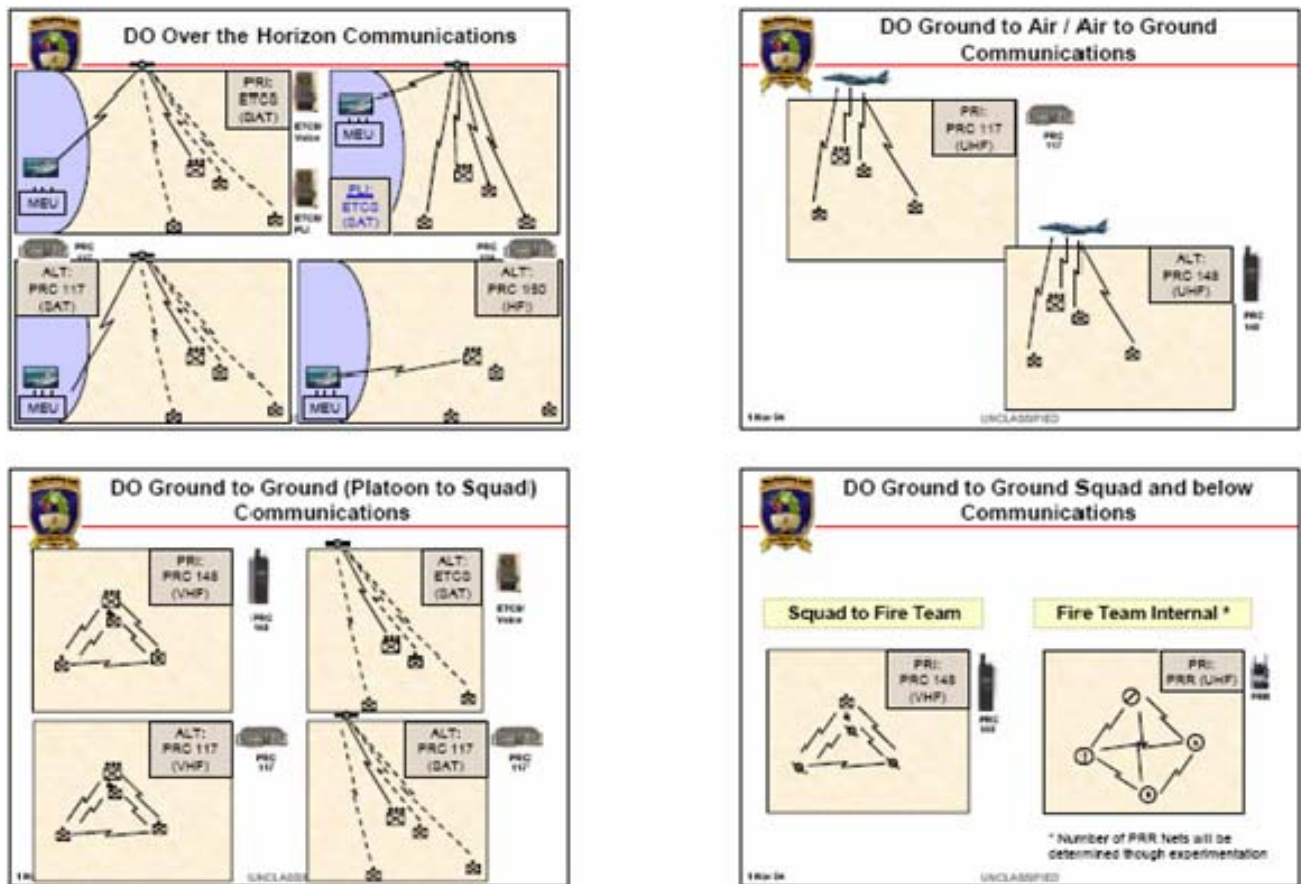 DO Over the Horizon Communications
PRI:
ETCS
(SAT)
ETCS/
Voice
ETCS/
PLI
MEU
MEU
PLI:
ETCS
(SAT)
PRC
ALT:
PRC 117
(SAT)
MEU
PRC
ALT:
PRC 150
(HF)
MEU
DO Ground to Air / Air to Ground
Communications
PRI:
PRC 117
(UHF)
PRC
117
ALT:
PRC 148
(UHF)
PRC
148
UNCLASSIFIED
DO Ground to Ground (Platoon to Squad)
Communications
PRI:
PRC 148
(VHF)
PRC
148
ALT:
ETCS
(SAT)
ETCS/
Voice
ALT:
PRC 117
(VHF)
PRC
117
ALT:
PRC 117
(SAT)
PRC
117
DO Ground to Ground Squad and below
Communications
Squad to Fire Team
Fire Team Internal *
PRI:
PRC 148
(VHF)
PRC
148
PRI:
PRR (UHF)
PRR
* Number of PRR Nets will be
determined though experimentation
UNCLASSIFIED